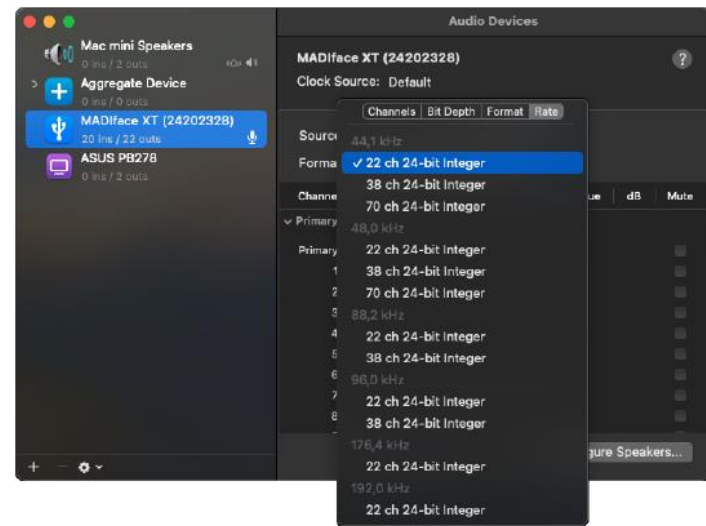 Audio Devices
Mac mini Speakers
0 ins / 2 outs
Aggregate Device
0 ins / 0 outs
MADIface XT (24202328)
20 ins / 22 outs
ASUS PB278
0 ins / 2 outs
MADIface XT (24202328)
?
Clock Source: Default
Channels Bit Depth Format Rate
Sourc
44,1 kHz
Forma ✓ 22 ch 24-bit Integer
38 ch 24-bit Integer
Channe ue dB Mute
70 ch 24-bit Integer
Primary
48,0 kHz
Primary 22 ch 24-bit Integer
1 38 ch 24-bit Integer
2 70 ch 24-bit Integer
3 88,2 kHz
4 22 ch 24-bit Integer
5 38 ch 24-bit Integer
6 96,0 kHz
7 22 ch 24-bit Integer
8 38 ch 24-bit Integer
176,4 kHz
gure Speakers...
22 ch 24-bit Integer
192,0 kHz
22 ch 24-bit Integer